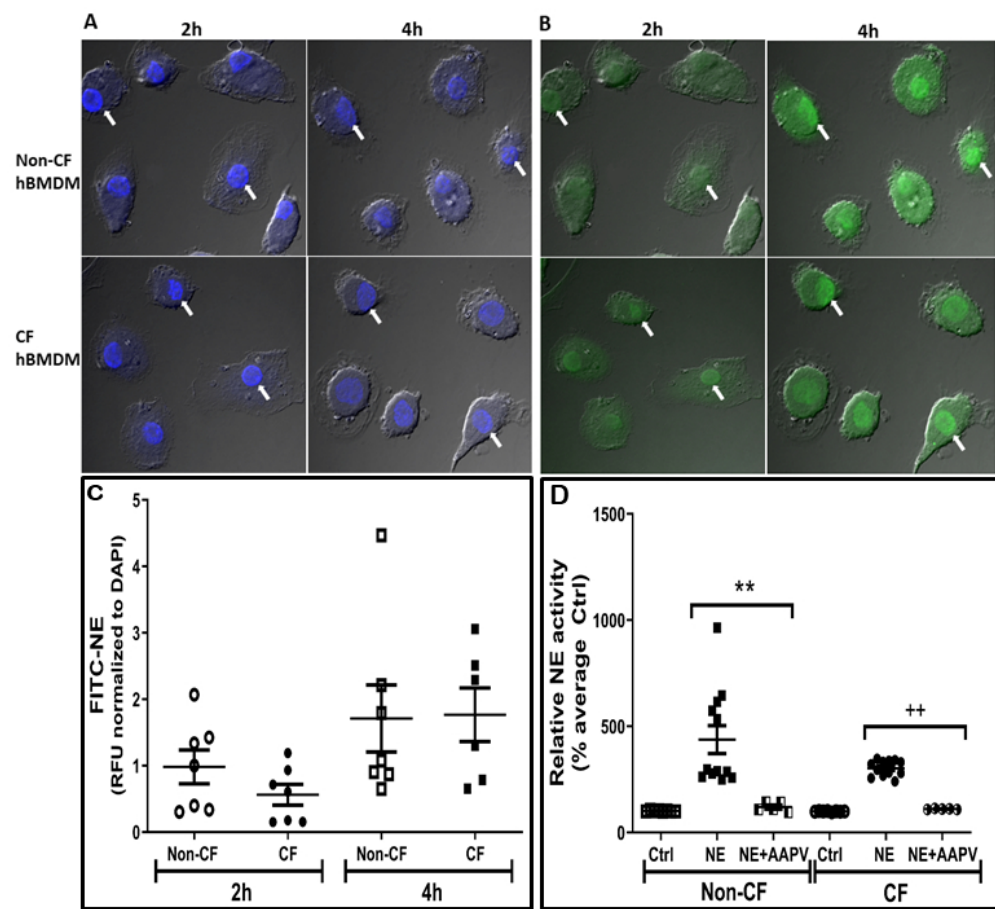 A
2h
4h
B
2h
4h
Non-CF
hBMDM
CF
hBMDM
C
5
4
3
2
1
0
FITC-NE
(RFU normalized to DAPI)
Non-CF
CF
Non-CF
CF
2h
4h
D
1500
1000
500
0
Relative NE activity
(% average Ctrl)
**
++
Ctrl
NE
NE+AAPV
Ctrl
NE
NE+AAPV
Non-CF
CF